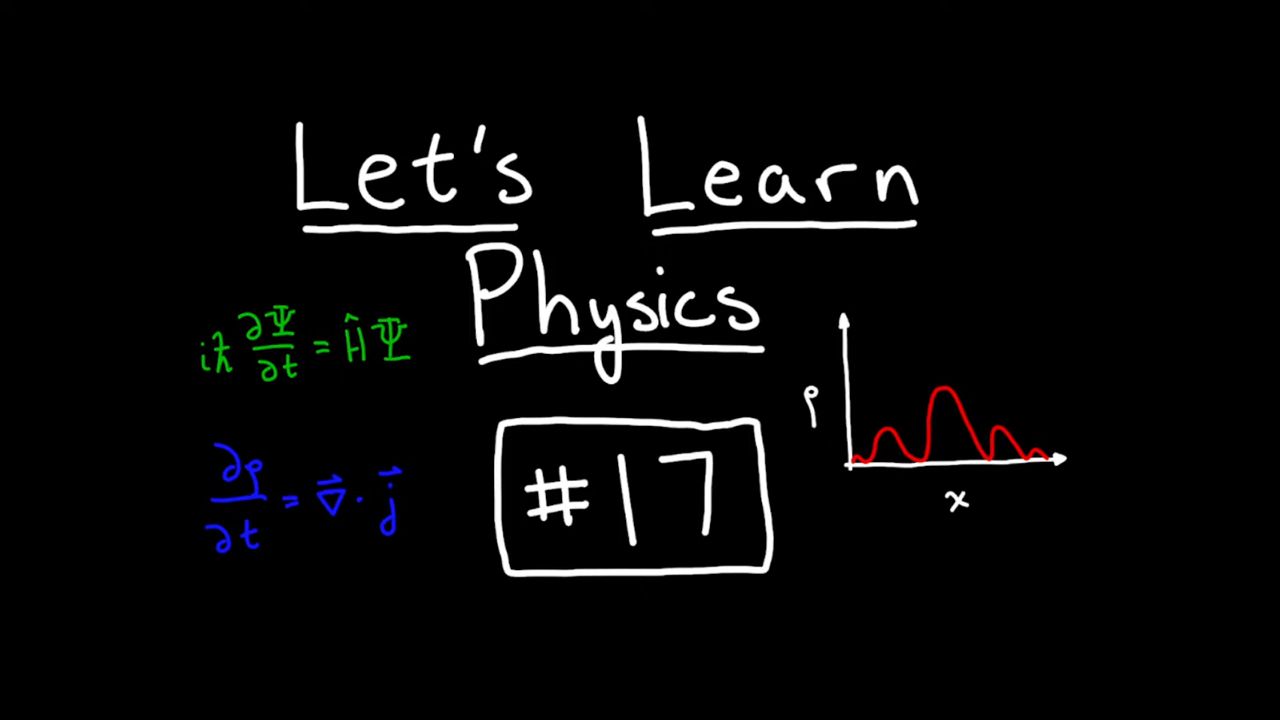 Let's Learn
Physics
iħ ∂Ψ/∂t = ĤΨ
∂ρ/∂t = ∇⃗ · j⃗
#17
ρ
x